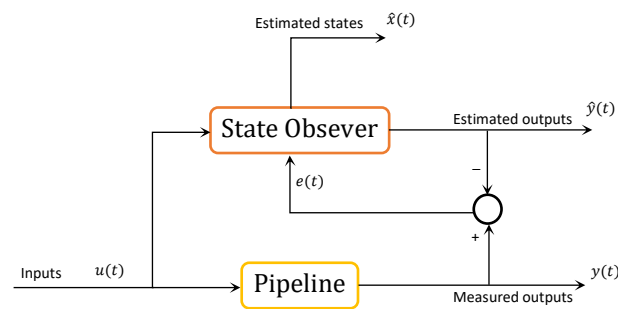 Estimated states x̂(t)
State Obsever
Estimated outputs ŷ(t)
−
e(t)
+
Inputs u(t)
Pipeline
y(t)
Measured outputs